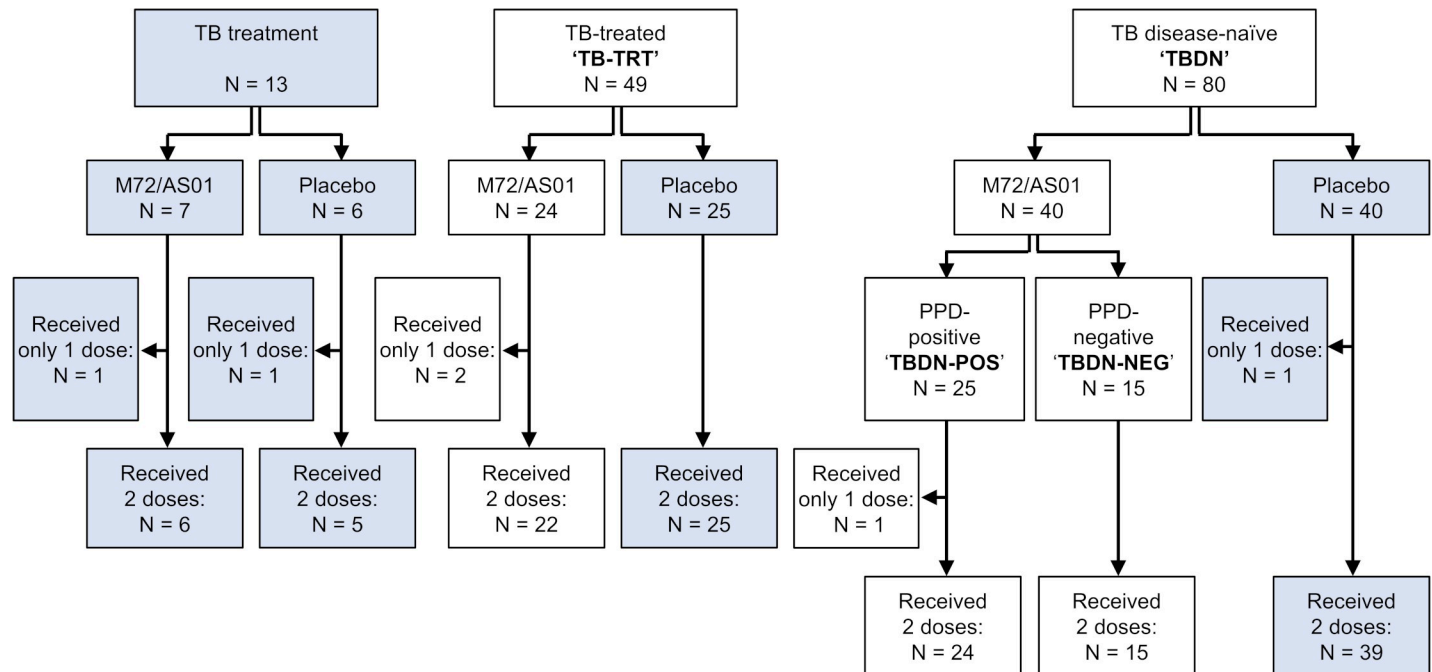 TB treatment
N = 13
TB-treated
‘TB-TRT’
N = 49
TB disease-naïve
‘TBDN’
N = 80
M72/AS01
N = 7
Placebo
N = 6
M72/AS01
N = 24
Placebo
N = 25
M72/AS01
N = 40
Placebo
N = 40
Received
only 1 dose:
N = 1
Received
only 1 dose:
N = 1
Received
only 1 dose:
N = 2
PPD-
positive
‘TBDN-POS’
N = 25
PPD-
negative
‘TBDN-NEG’
N = 15
Received
only 1 dose:
N = 1
Received
2 doses:
N = 6
Received
2 doses:
N = 5
Received
2 doses:
N = 22
Received
2 doses:
N = 25
Received
only 1 dose:
N = 1
Received
2 doses:
N = 24
Received
2 doses:
N = 15
Received
2 doses:
N = 39